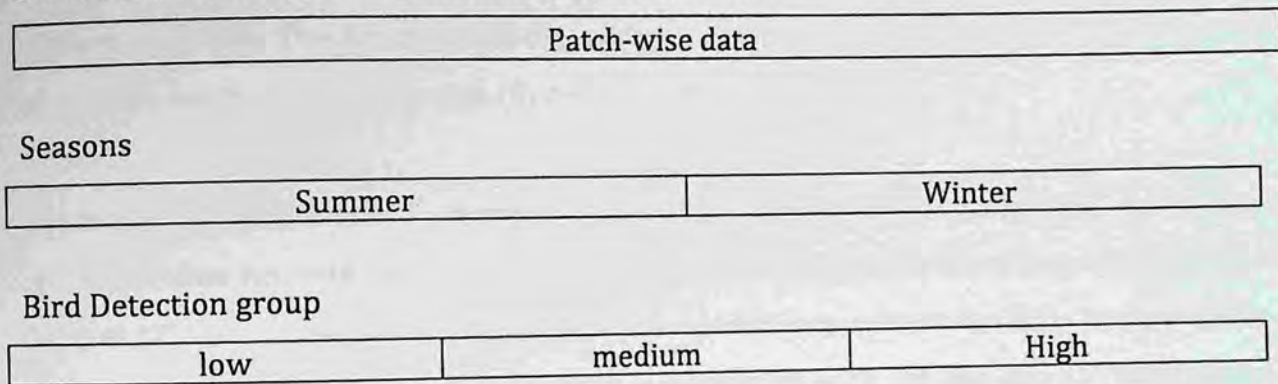 Patch-wise data
Seasons
Summer Winter
Bird Detection group
low medium High